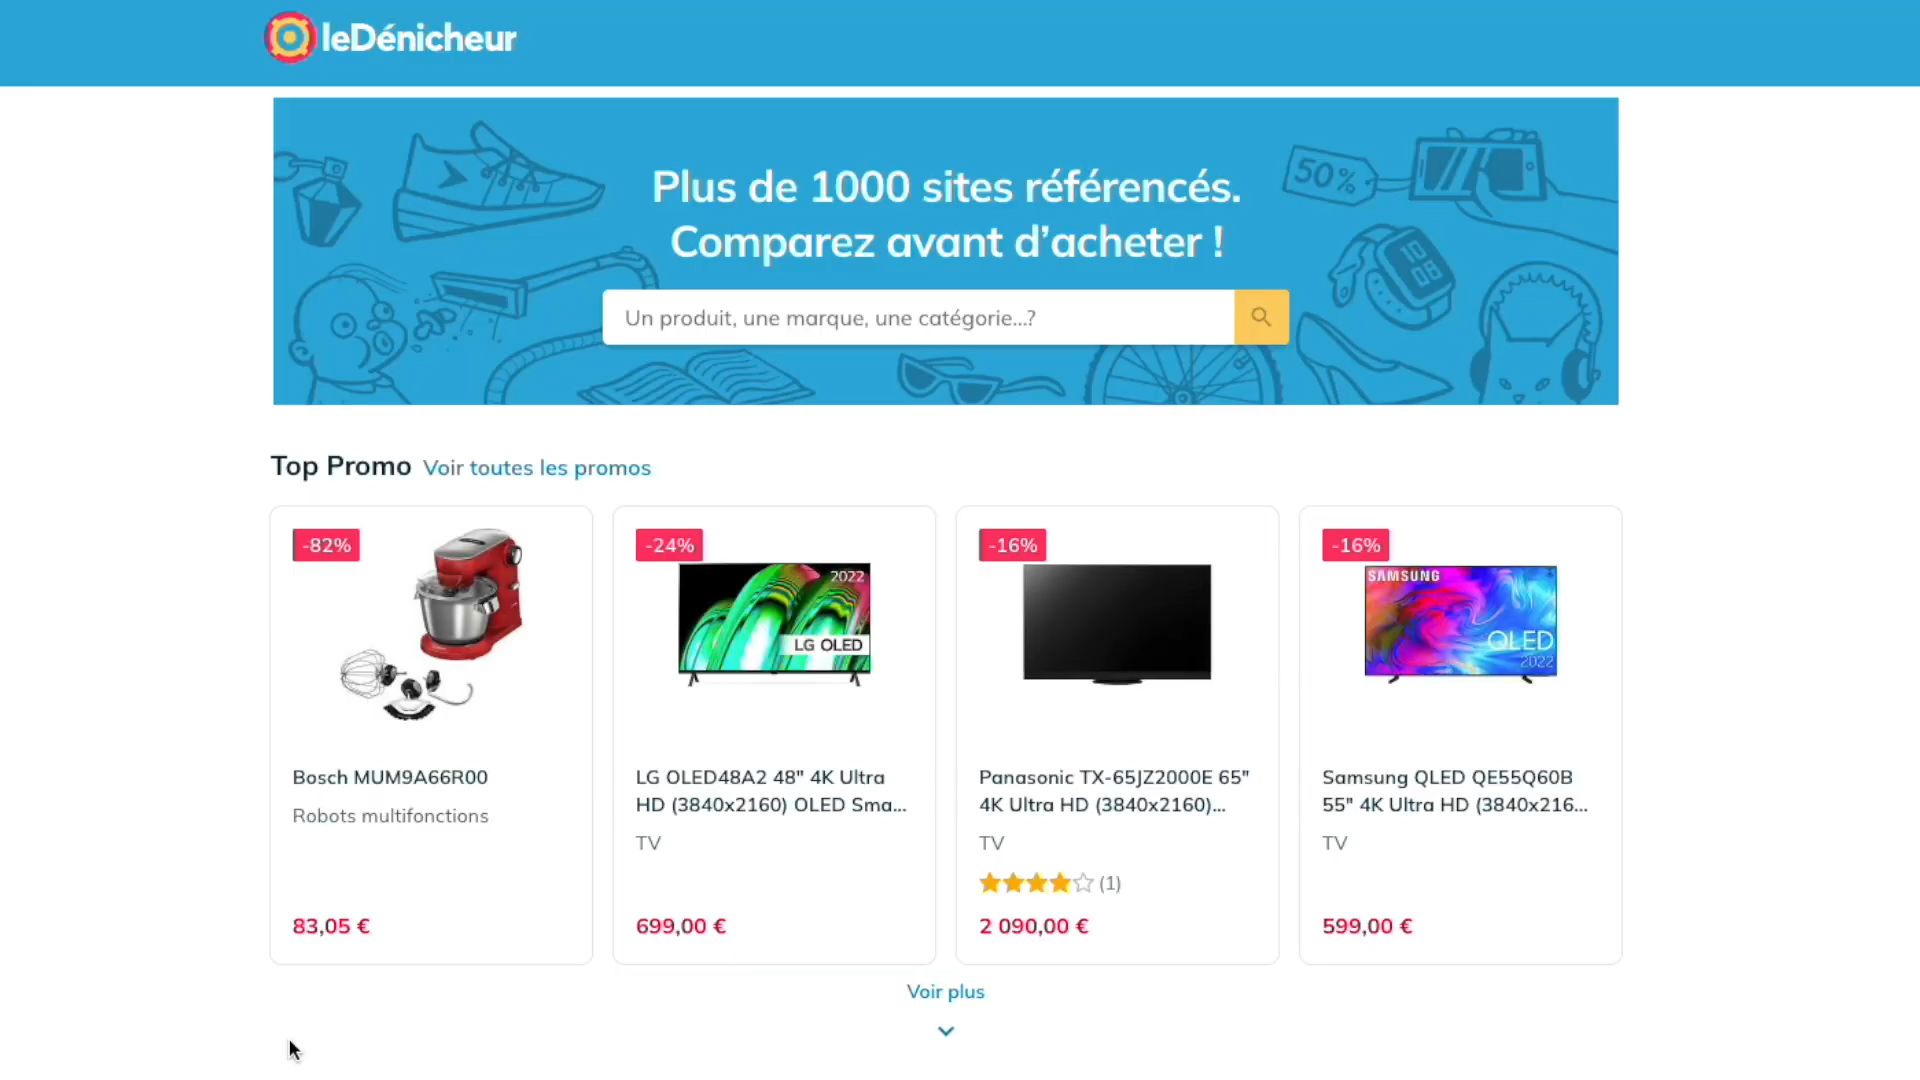 leDénicheur
50%
Plus de 1000 sites référencés.
Comparez avant d’acheter !
Un produit, une marque, une catégorie...?
Top Promo Voir toutes les promos
-82%
-24%
-16%
-16%
2022
LG OLED
SAMSUNG
QLED
2022
Bosch MUM9A66R00
Robots multifonctions
83,05 €
LG OLED48A2 48" 4K Ultra
HD (3840x2160) OLED Sma...
TV
699,00 €
Panasonic TX-65JZ2000E 65"
4K Ultra HD (3840x2160)...
TV
(1)
2 090,00 €
Samsung QLED QE55Q60B
55" 4K Ultra HD (3840x216...
TV
599,00 €
Voir plus